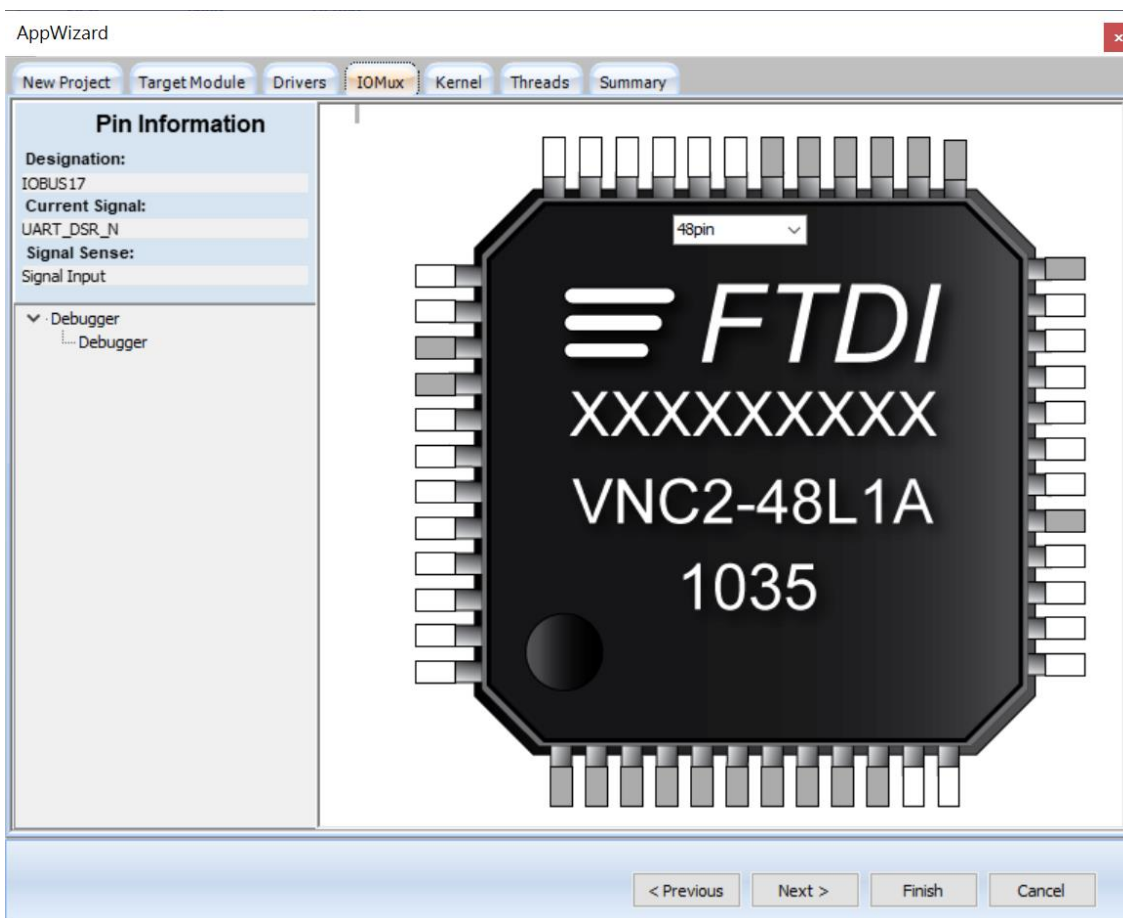 AppWizard
x
New Project Target Module Drivers IOMux Kernel Threads Summary
Pin Information
Designation:
IOBUS17
Current Signal:
UART_DSR_N
Signal Sense:
Signal Input
Debugger
Debugger
48pin
FTDI
XXXXXXXXX
VNC2-48L1A
1035
< Previous Next > Finish Cancel